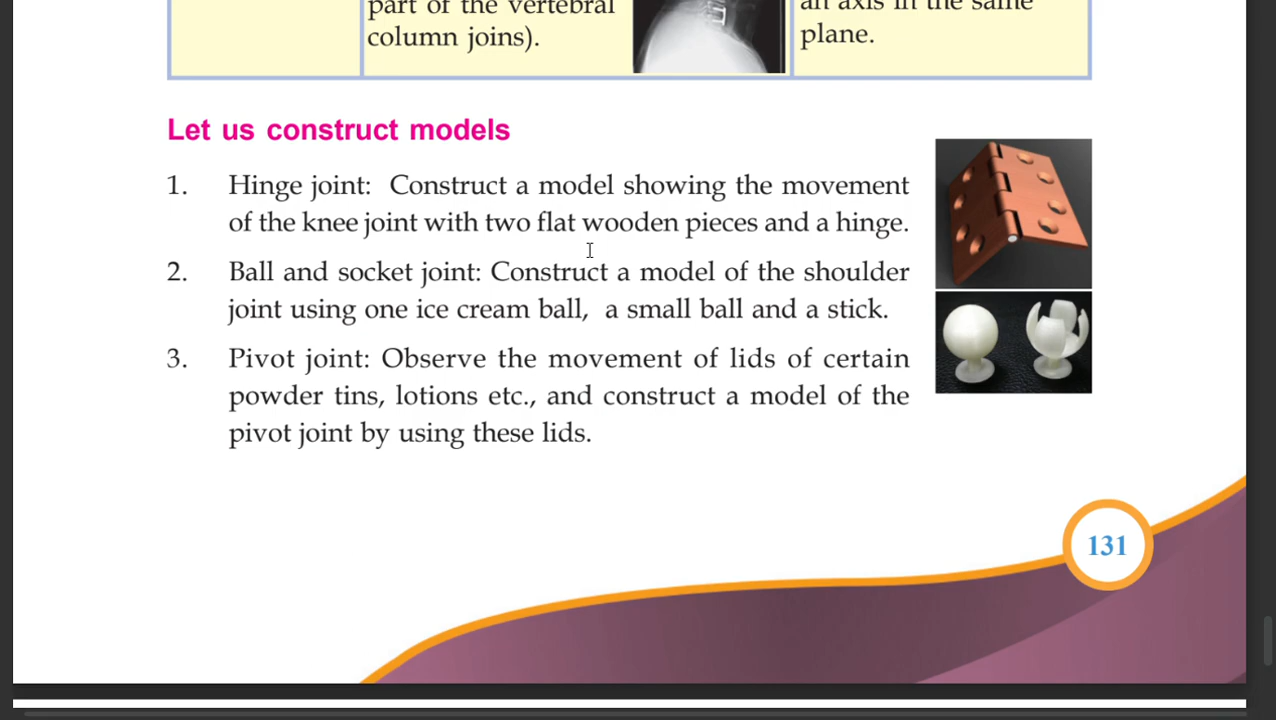 part of the vertebral
column joins).
an axis in the same
plane.
Let us construct models
1. Hinge joint: Construct a model showing the movement
of the knee joint with two flat wooden pieces and a hinge.
2. Ball and socket joint: Construct a model of the shoulder
joint using one ice cream ball, a small ball and a stick.
3. Pivot joint: Observe the movement of lids of certain
powder tins, lotions etc., and construct a model of the
pivot joint by using these lids.
131